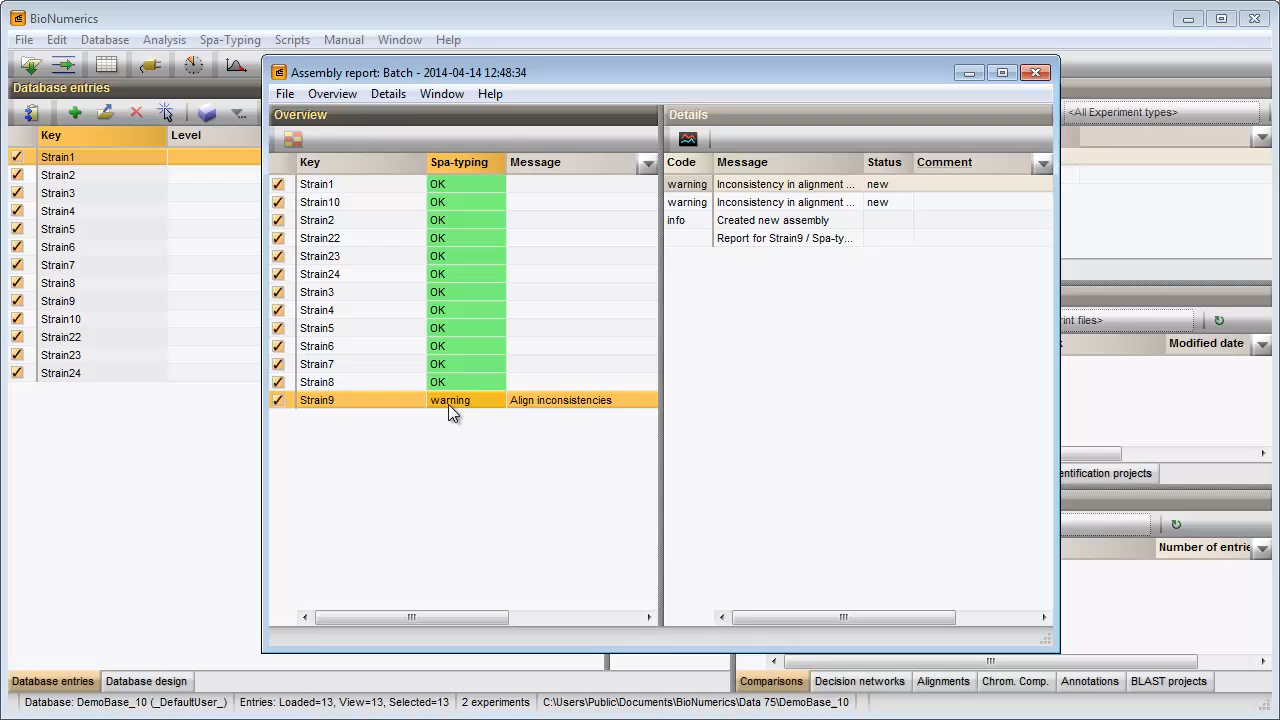 BioNumerics
File Edit Database Analysis Spa-Typing Scripts Manual Window Help
Database entries
Key Level
Strain1
Strain2
Strain3
Strain4
Strain5
Strain6
Strain7
Strain8
Strain9
Strain10
Strain22
Strain23
Strain24
Assembly report: Batch - 2014-04-14 12:48:34
File Overview Details Window Help
Overview
Key Spa-typing Message
Strain1 OK
Strain10 OK
Strain2 OK
Strain22 OK
Strain23 OK
Strain24 OK
Strain3 OK
Strain4 OK
Strain5 OK
Strain6 OK
Strain7 OK
Strain8 OK
Strain9 warning Align inconsistencies
Details
Code Message Status Comment
warning Inconsistency in alignment ... new
warning Inconsistency in alignment ... new
info Created new assembly
Report for Strain9 / Spa-ty...
<All Experiment types>
int files>
Modified date
entification projects
Number of entrie
Database entries Database design
Comparisons Decision networks Alignments Chrom. Comp. Annotations BLAST projects
Database: DemoBase_10 (_DefaultUser_) Entries: Loaded=13, View=13, Selected=13 2 experiments C:\Users\Public\Documents\BioNumerics\Data 75\DemoBase_10